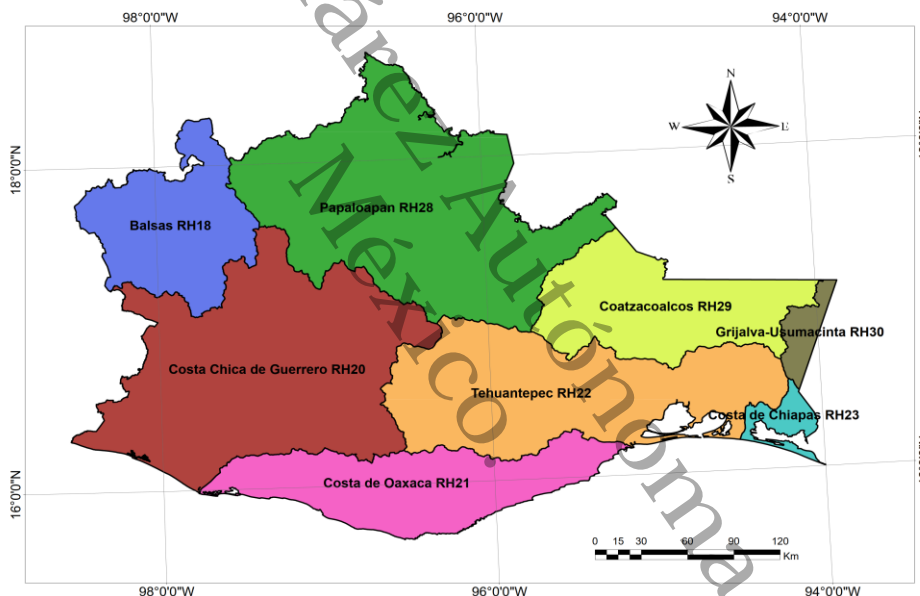 98°0'0"W 96°0'0"W 94°0'0"W
N
W E
S
18°0'0"N
Papaloapan RH28
Balsas RH18
Coatzacoalcos RH29
Grijalva-Usumacinta RH30
Costa Chica de Guerrero RH20
Tehuantepec RH22
Costa de Chiapas RH23
Costa de Oaxaca RH21
16°0'0"N
0 15 30 60 90 120
Km
98°0'0"W 96°0'0"W 94°0'0"W
Autónoma
México.